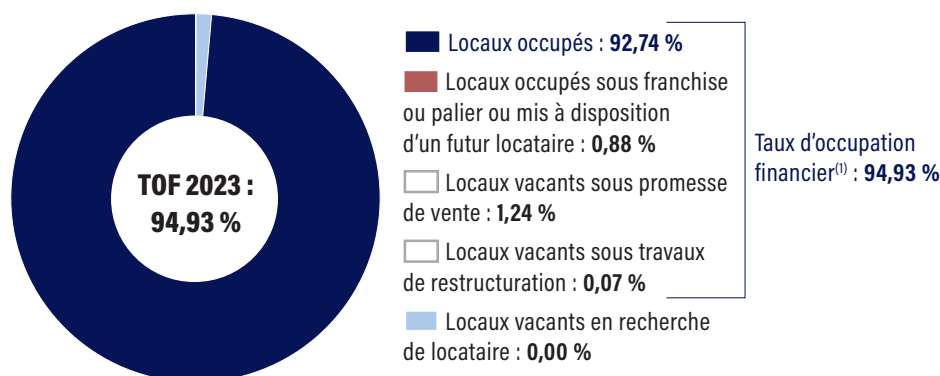 TOF 2023 :
94,93 %
Locaux occupés : 92,74 %
Locaux occupés sous franchise
ou palier ou mis à disposition
d'un futur locataire : 0,88 %
Locaux vacants sous promesse
de vente : 1,24 %
Locaux vacants sous travaux
de restructuration : 0,07 %
Locaux vacants en recherche
de locataire : 0,00 %
Taux d'occupation
financier(1) : 94,93 %